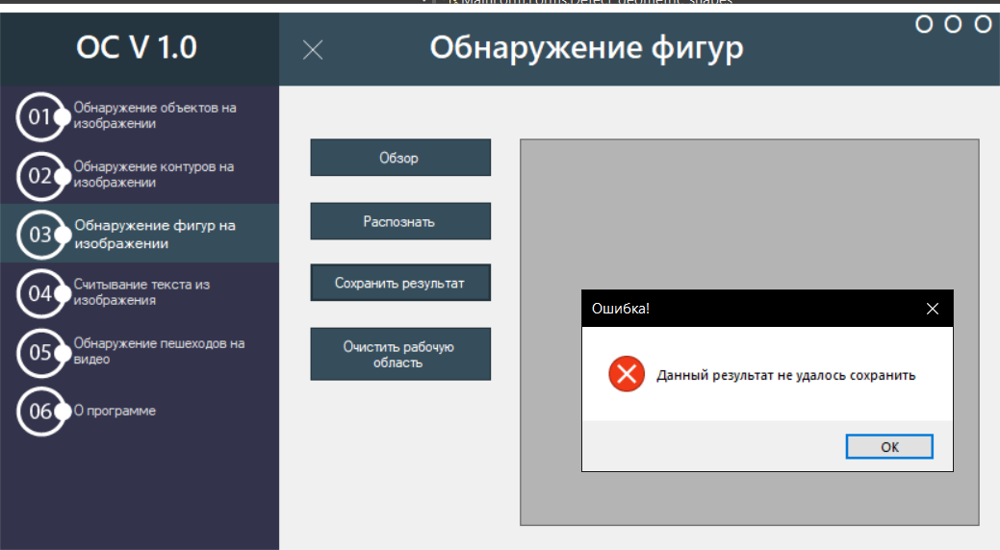 OC V 1.0
Обнаружение фигур
01
Обнаружение объектов на
изображении
02
Обнаружение контуров на
изображении
03
Обнаружение фигур на
изображении
04
Считывание текста из
изображения
05
Обнаружение пешеходов на
видео
06
О программе
Обзор
Распознать
Сохранить результат
Очистить рабочую
область
Ошибка!
Данный результат не удалось сохранить
ОК